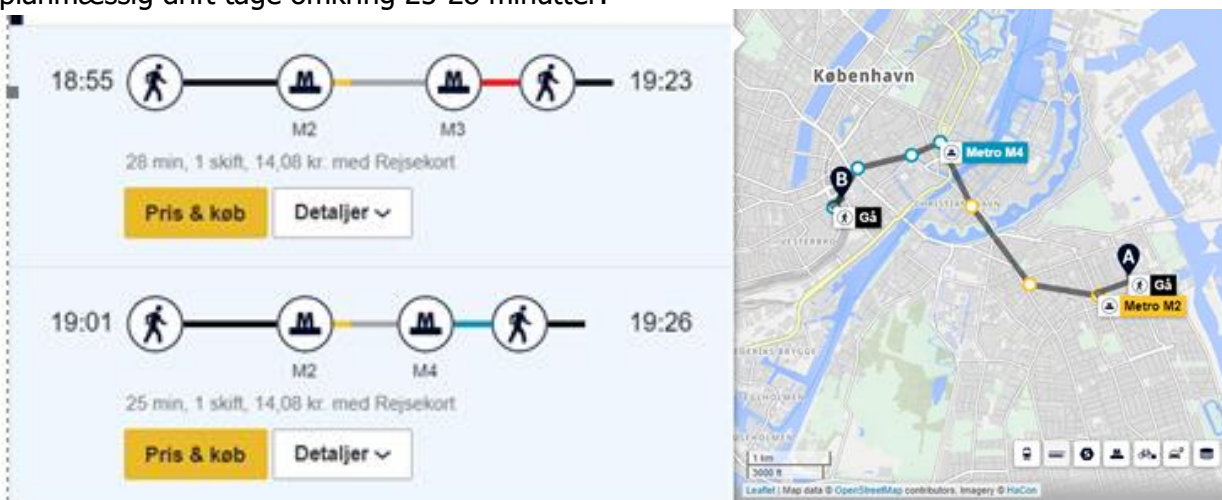 planmæssig drift tage omkring 25-28 minutter.
18:55
19:23
M2
M3
28 min, 1 skift, 14,08 kr. med Rejsekort
Pris & køb
Detaljer
19:01
19:26
M2
M4
25 min, 1 skift, 14,08 kr. med Rejsekort
Pris & køb
Detaljer
København
Metro M4
B
Gå
CHRISTIANSHAVN
VESTERBRO
A
Gå
Metro M2
1 km
3000 ft
Leaflet | Map data © OpenStreetMap contributors, Imagery © HaCon